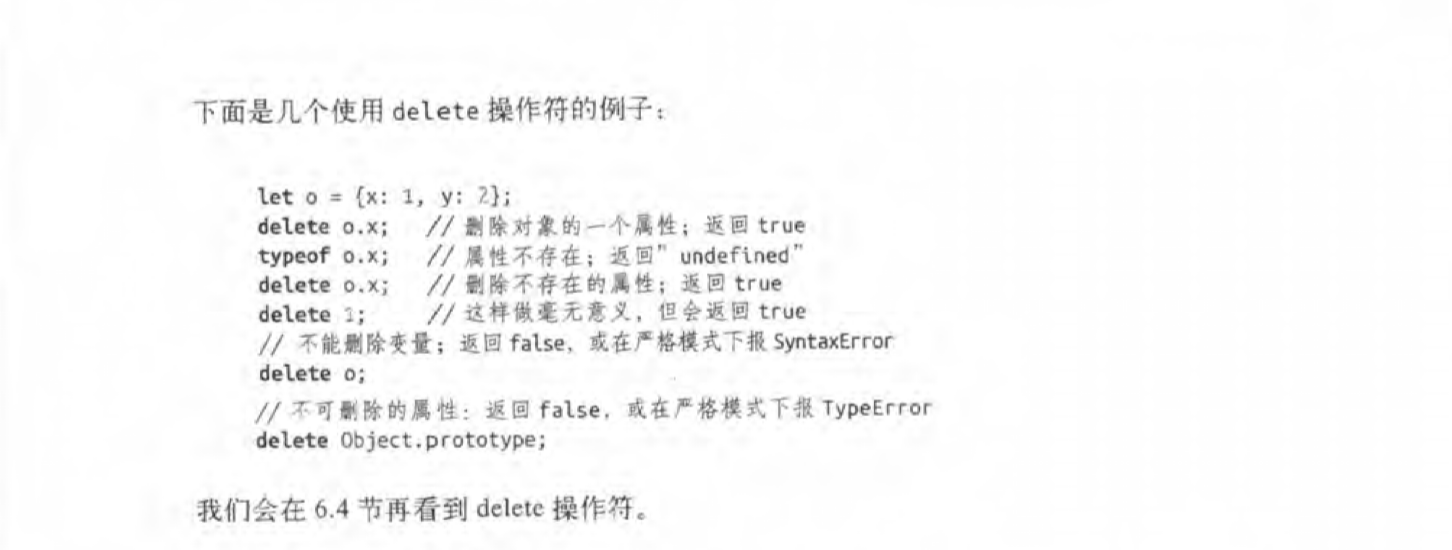 下面是几个使用 delete 操作符的例子：
let o = {x: 1, y: 2};
delete o.x; // 删除对象的一个属性；返回 true
typeof o.x; // 属性不存在；返回” undefined”
delete o.x; // 删除不存在的属性；返回 true
delete 1; // 这样做毫无意义，但会返回 true
// 不能删除变量；返回 false，或在严格模式下报 SyntaxError
delete o;
// 不可删除的属性：返回 false，或在严格模式下报 TypeError
delete Object.prototype;
我们会在 6.4 节再看到 delete 操作符。